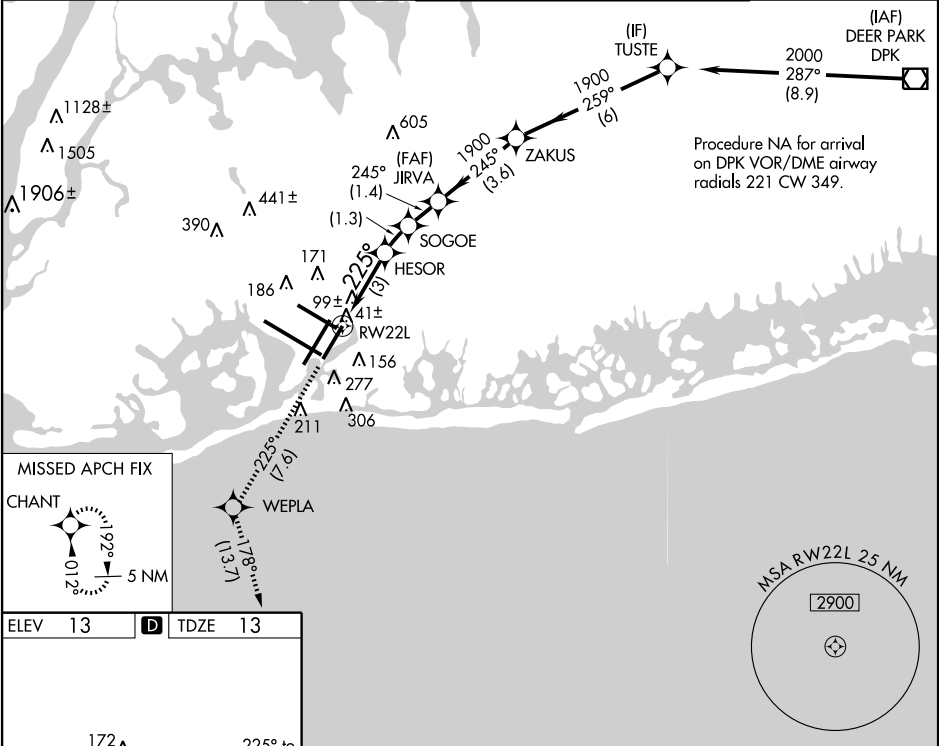 (IAF)
DEER PARK
DPK
(IF)
TUSTE
2000
287°
(8.9)
1900
259°
(6)
ZAKUS
Procedure NA for arrival
on DPK VOR/DME airway
radials 221 CW 349.
1900
245°
(3.6)
(FAF)
JIRVA
245°
(1.4)
(1.3)
SOGOE
HESOR
225°
(3)
RW22L
1128±
1505
1906±
605
441±
390
171
186
99±
41±
156
277
211
306
225°
(7.6)
WEPLA
178°
(13.7)
MISSED APCH FIX
CHANT
192°
012°
5 NM
MSA RW22L 25 NM
2900
ELEV 13
D
TDZE 13
172
225° to